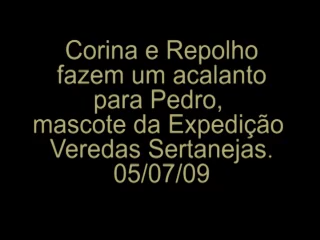 Corina e Repolho
fazem um acalanto
para Pedro,
mascote da Expedição
Veredas Sertanejas.
05/07/09